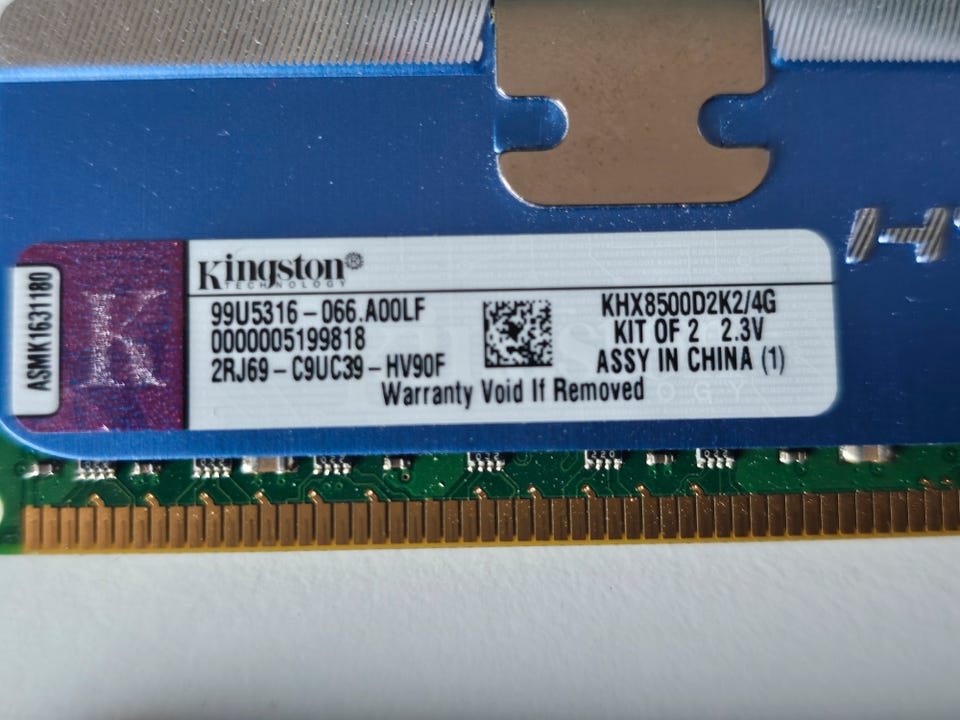 Kingston®
TECHNOLOGY
99U5316-066.A00LF
0000005199818
2RJ69-C9UC39-HV90F
KHX8500D2K2/4G
KIT OF 2 2.3V
ASSY IN CHINA (1)
Warranty Void If Removed
ASMK1631180
K
220